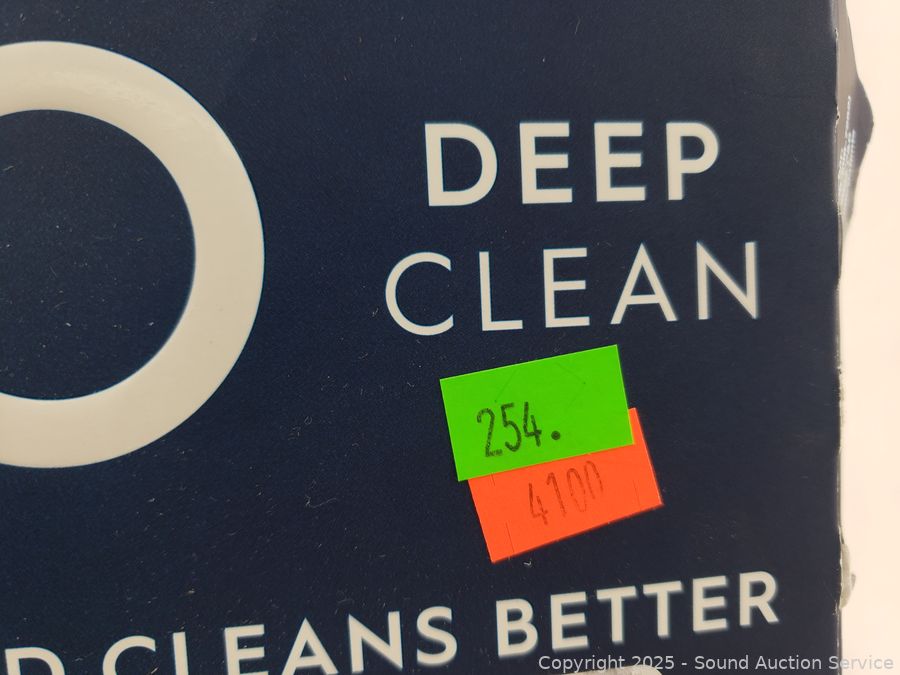 DEEP
CLEAN
254.
4100
CLEANS BETTER
Copyright 2025 - Sound Auction Service